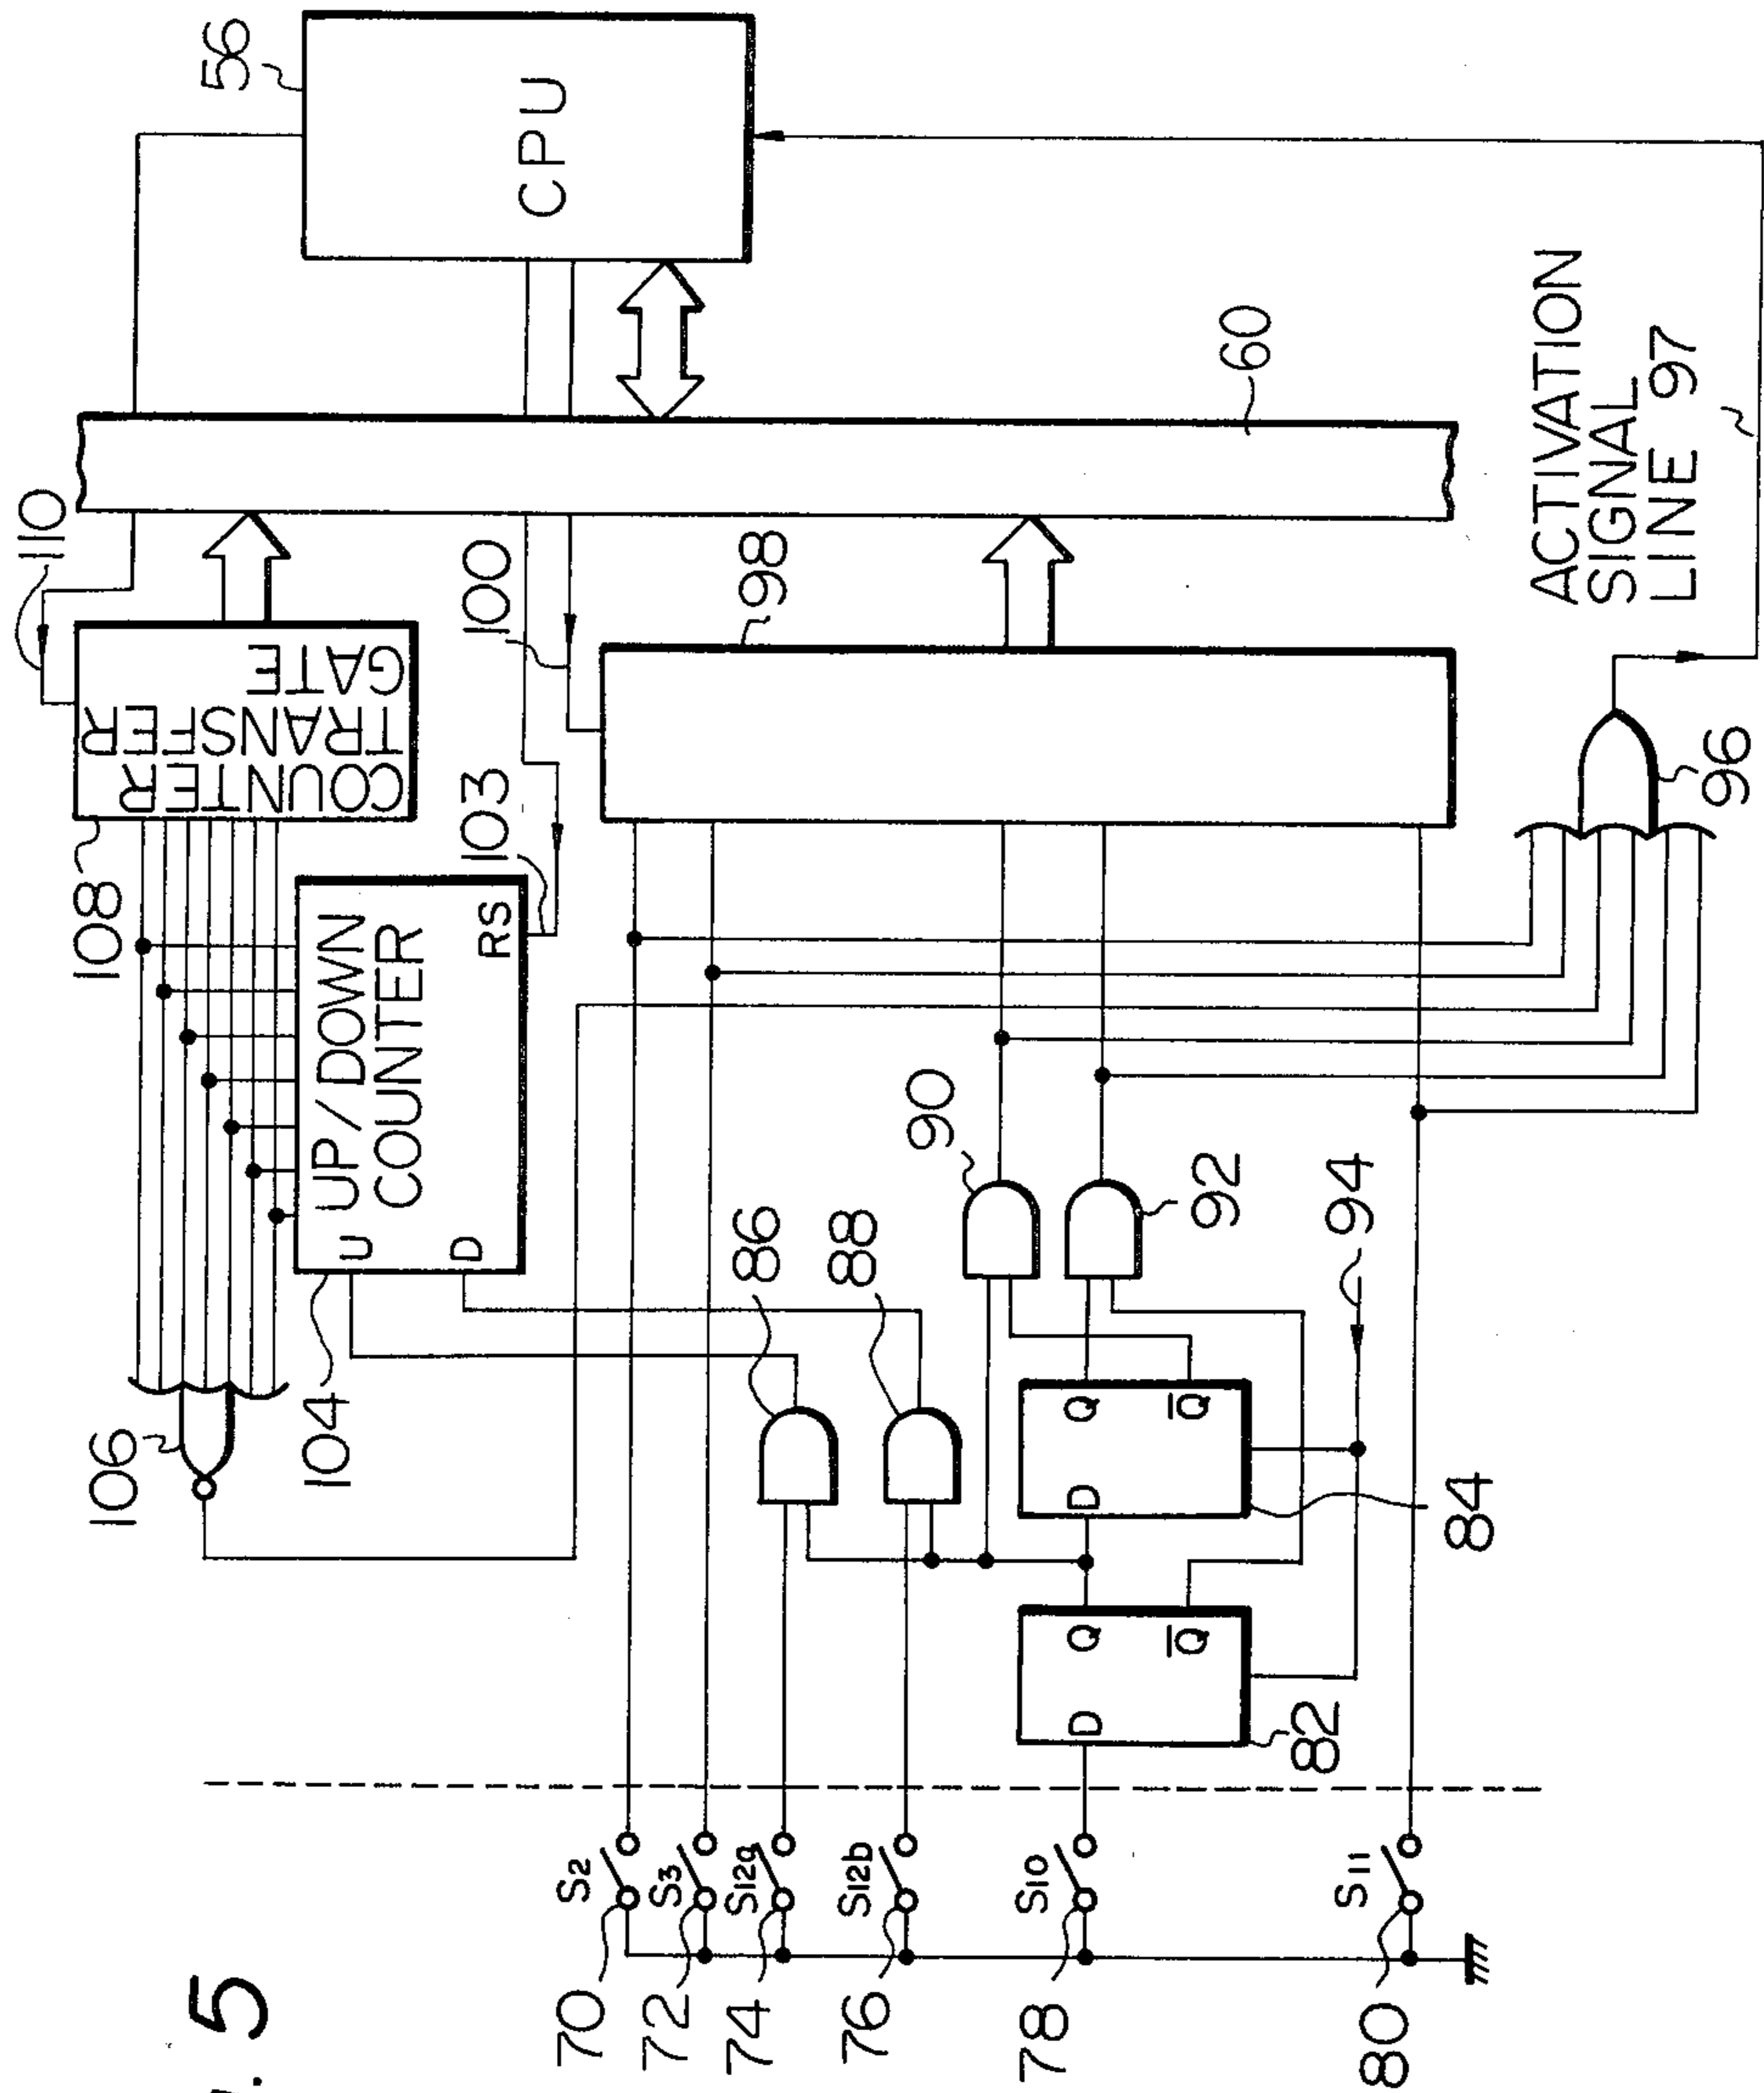 . 5
56
CPU
110
COUNTER
TRANSFER
GATE
108
100
98
60
ACTIVATION
SIGNAL
LINE 97
103
UP/DOWN
COUNTER
RS
U
D
104
106
86
88
90
92
94
96
Q
Q̅
D
84
Q
Q̅
D
82
S2
70
S3
72
S12a
74
S12b
76
S10
78
S11
80